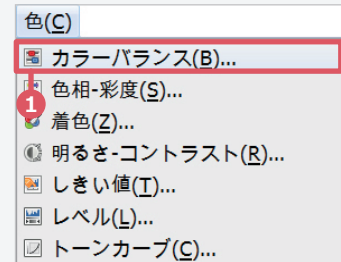 色(C)
カラーバランス(B)...
1
色相-彩度(S)...
着色(Z)...
明るさ-コントラスト(R)...
しきい値(T)...
レベル(L)...
トーンカーブ(C)...